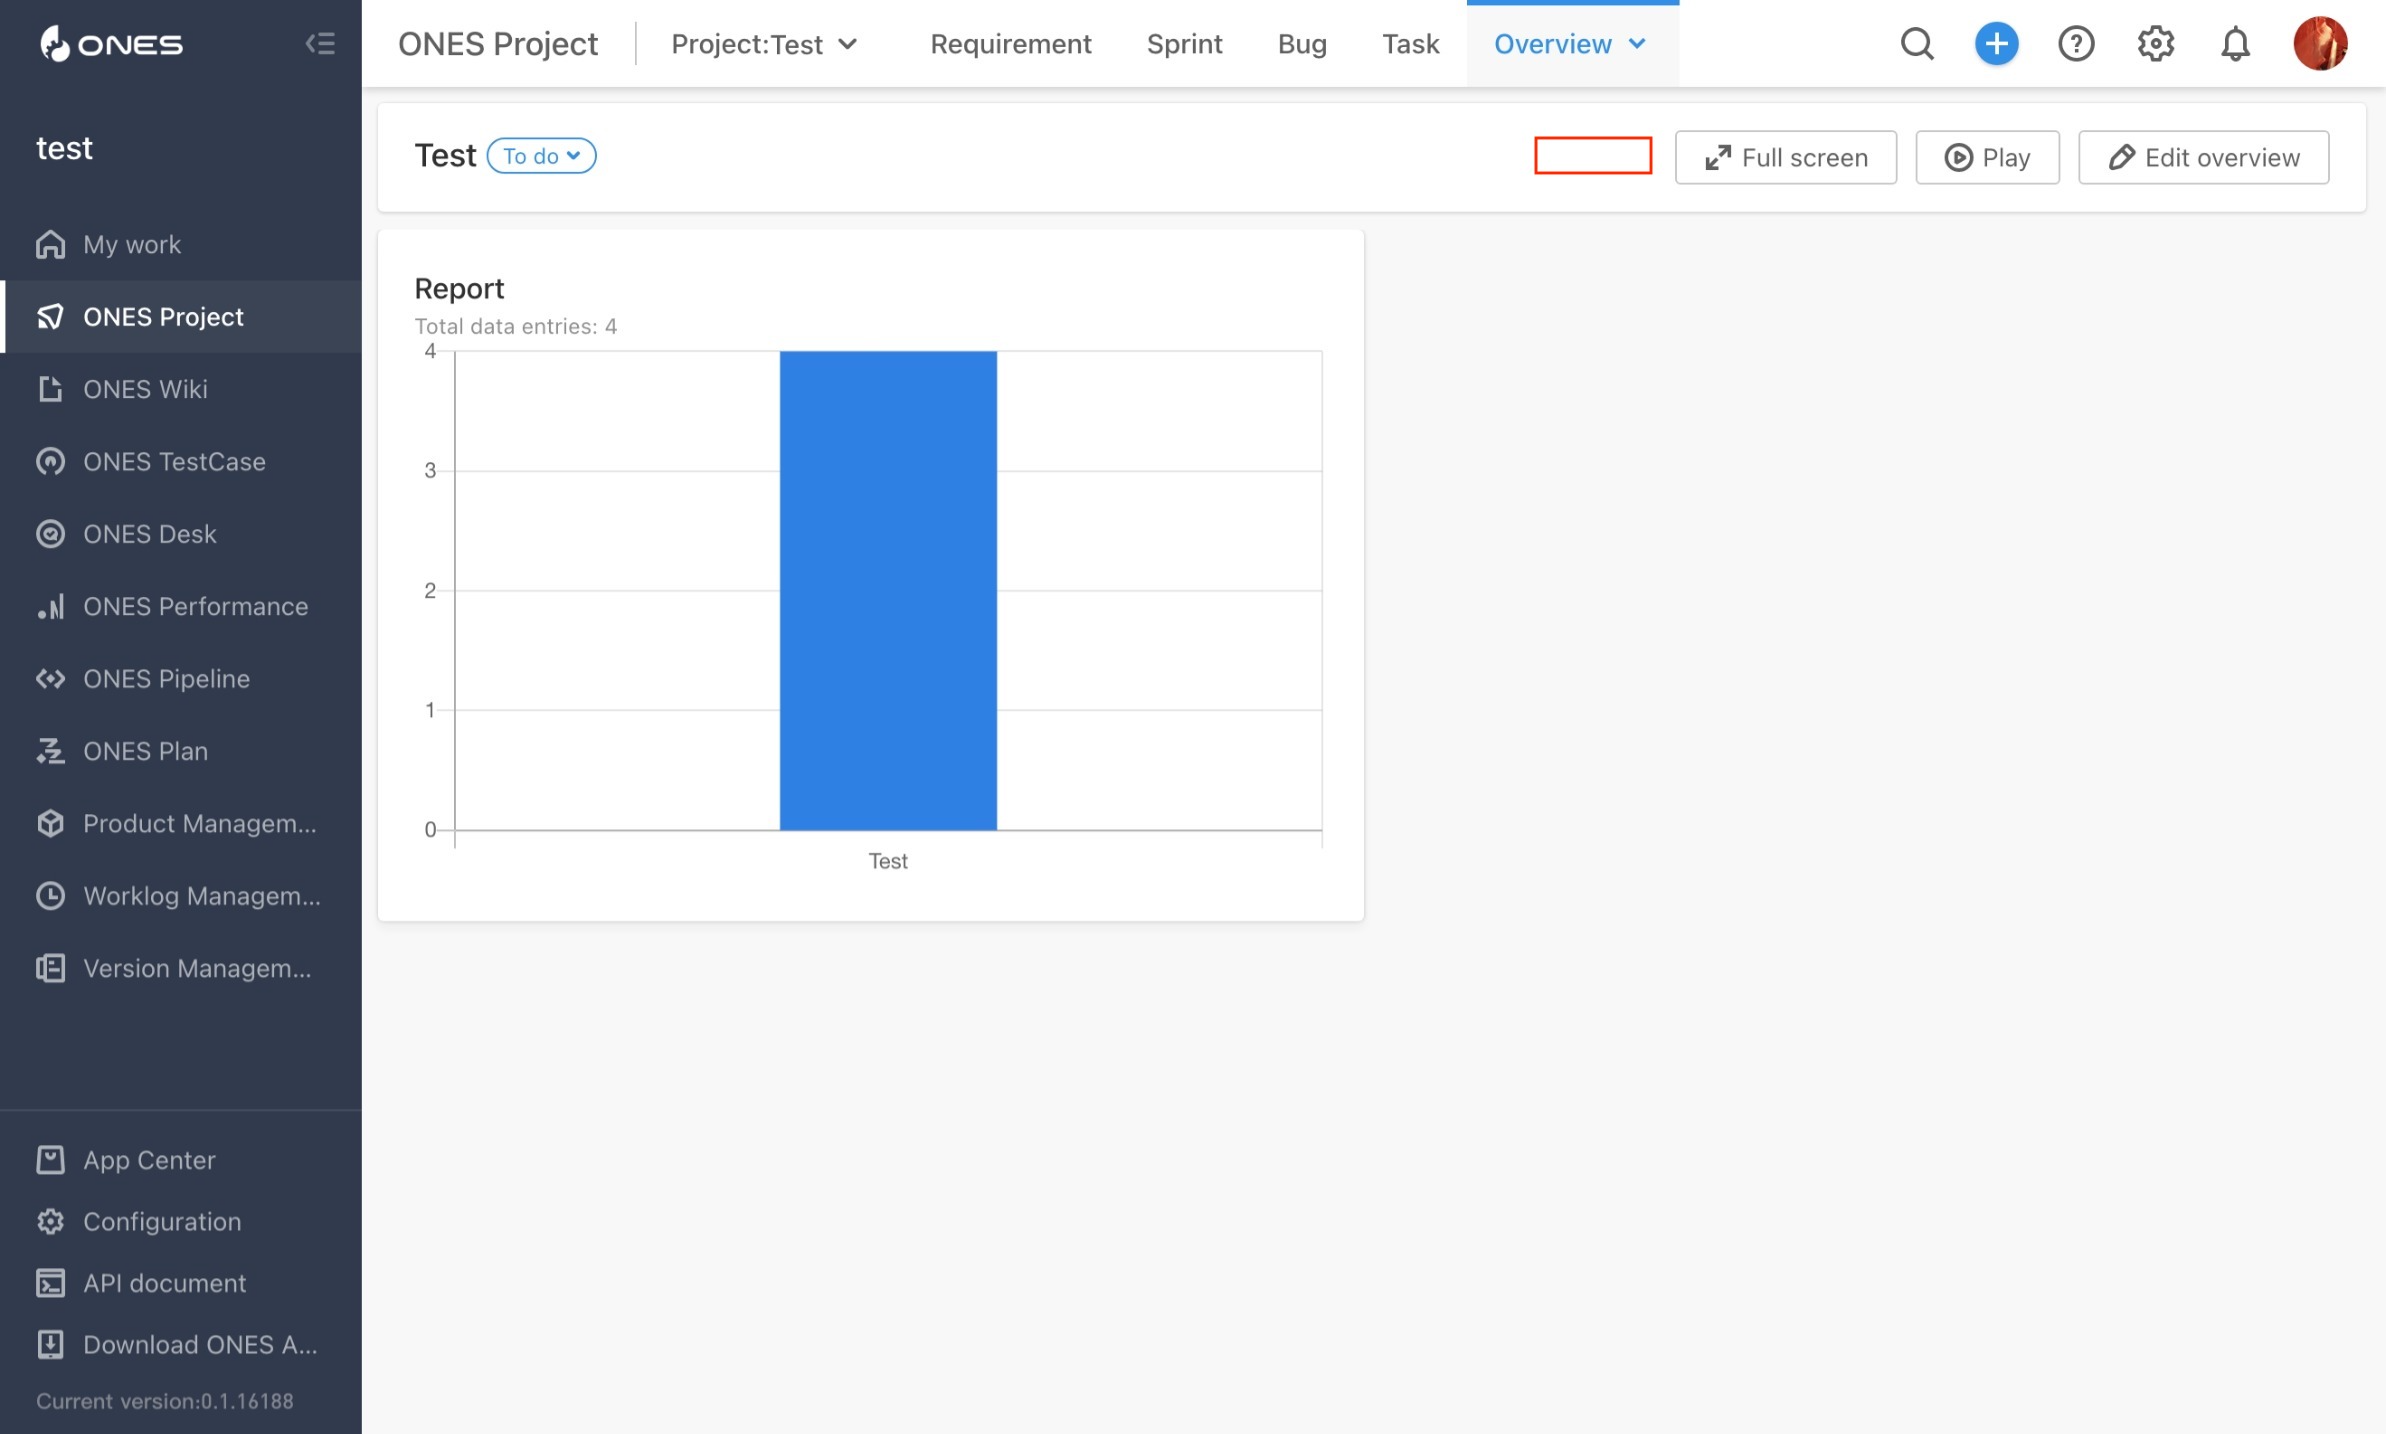 ONES
ONES Project
Project:Test
Requirement
Sprint
Bug
Task
Overview
test
My work
ONES Project
ONES Wiki
ONES TestCase
ONES Desk
ONES Performance
ONES Pipeline
ONES Plan
Product Managem...
Worklog Managem...
Version Managem...
App Center
Configuration
API document
Download ONES A...
Current version:0.1.16188
Test
To do
Full screen
Play
Edit overview
Report
Total data entries: 4
4
3
2
1
0
Test